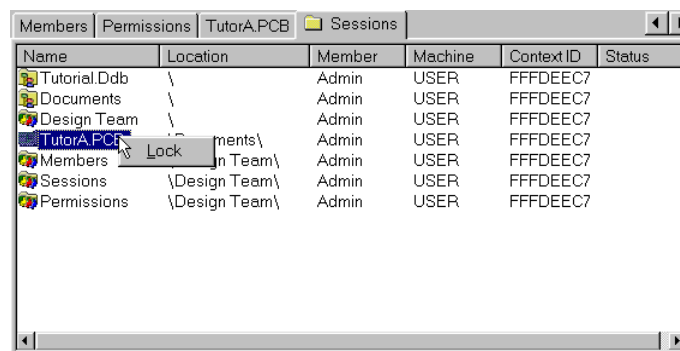 Members Permissions TutorA.PCB Sessions
Name Location Member Machine Context ID Status
Tutorial.Ddb \ Admin USER FFFDEEC7
Documents \ Admin USER FFFDEEC7
Design Team \ Admin USER FFFDEEC7
TutorA.PCB ments\ Admin USER FFFDEEC7
Lock
Members n Team\ Admin USER FFFDEEC7
Sessions \Design Team\ Admin USER FFFDEEC7
Permissions \Design Team\ Admin USER FFFDEEC7